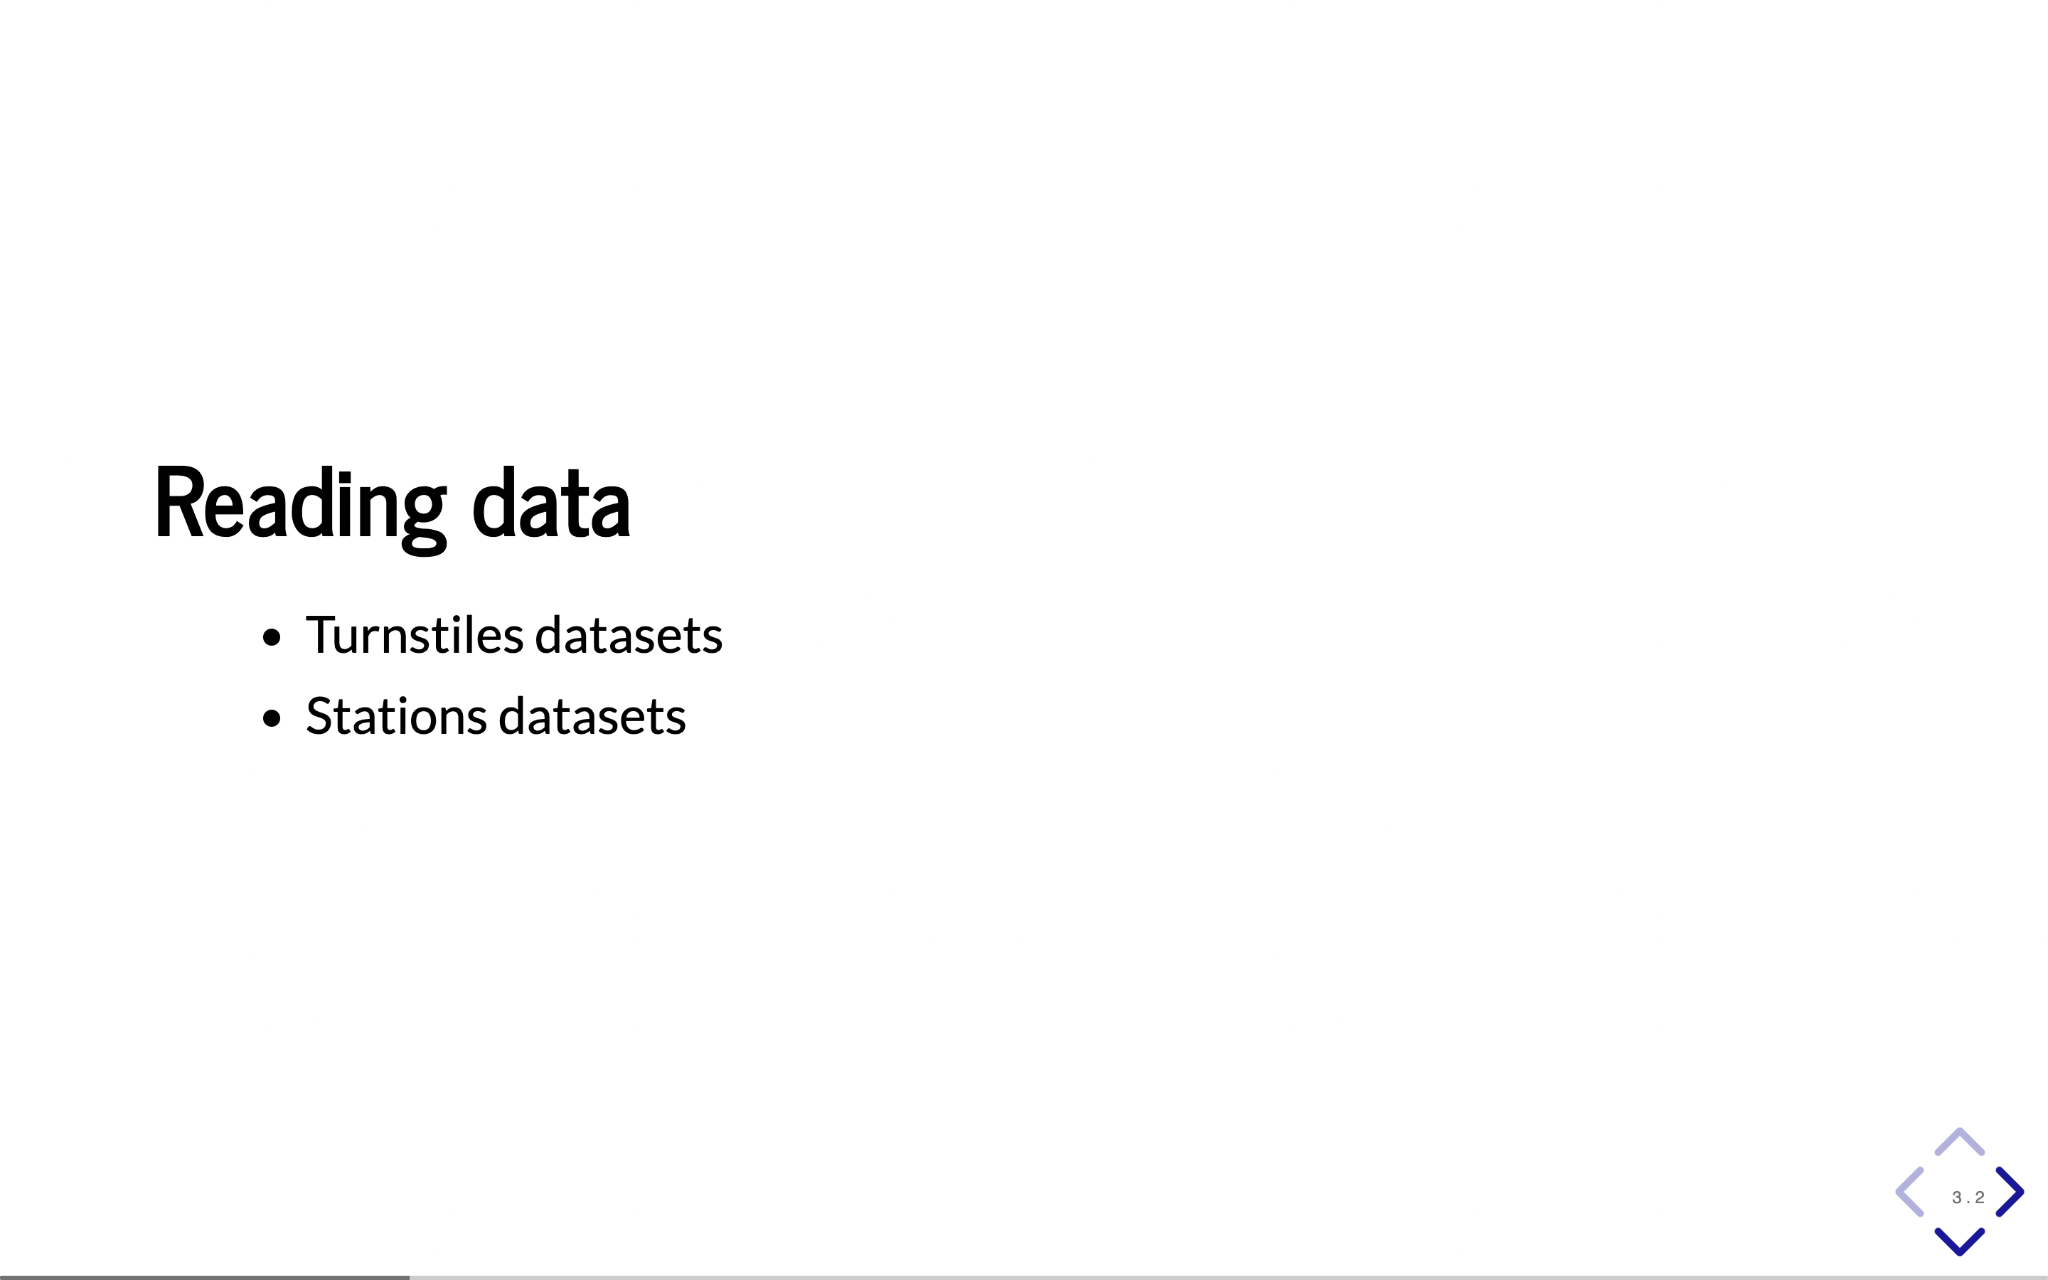 Reading data
• Turnstiles datasets
• Stations datasets
3.2